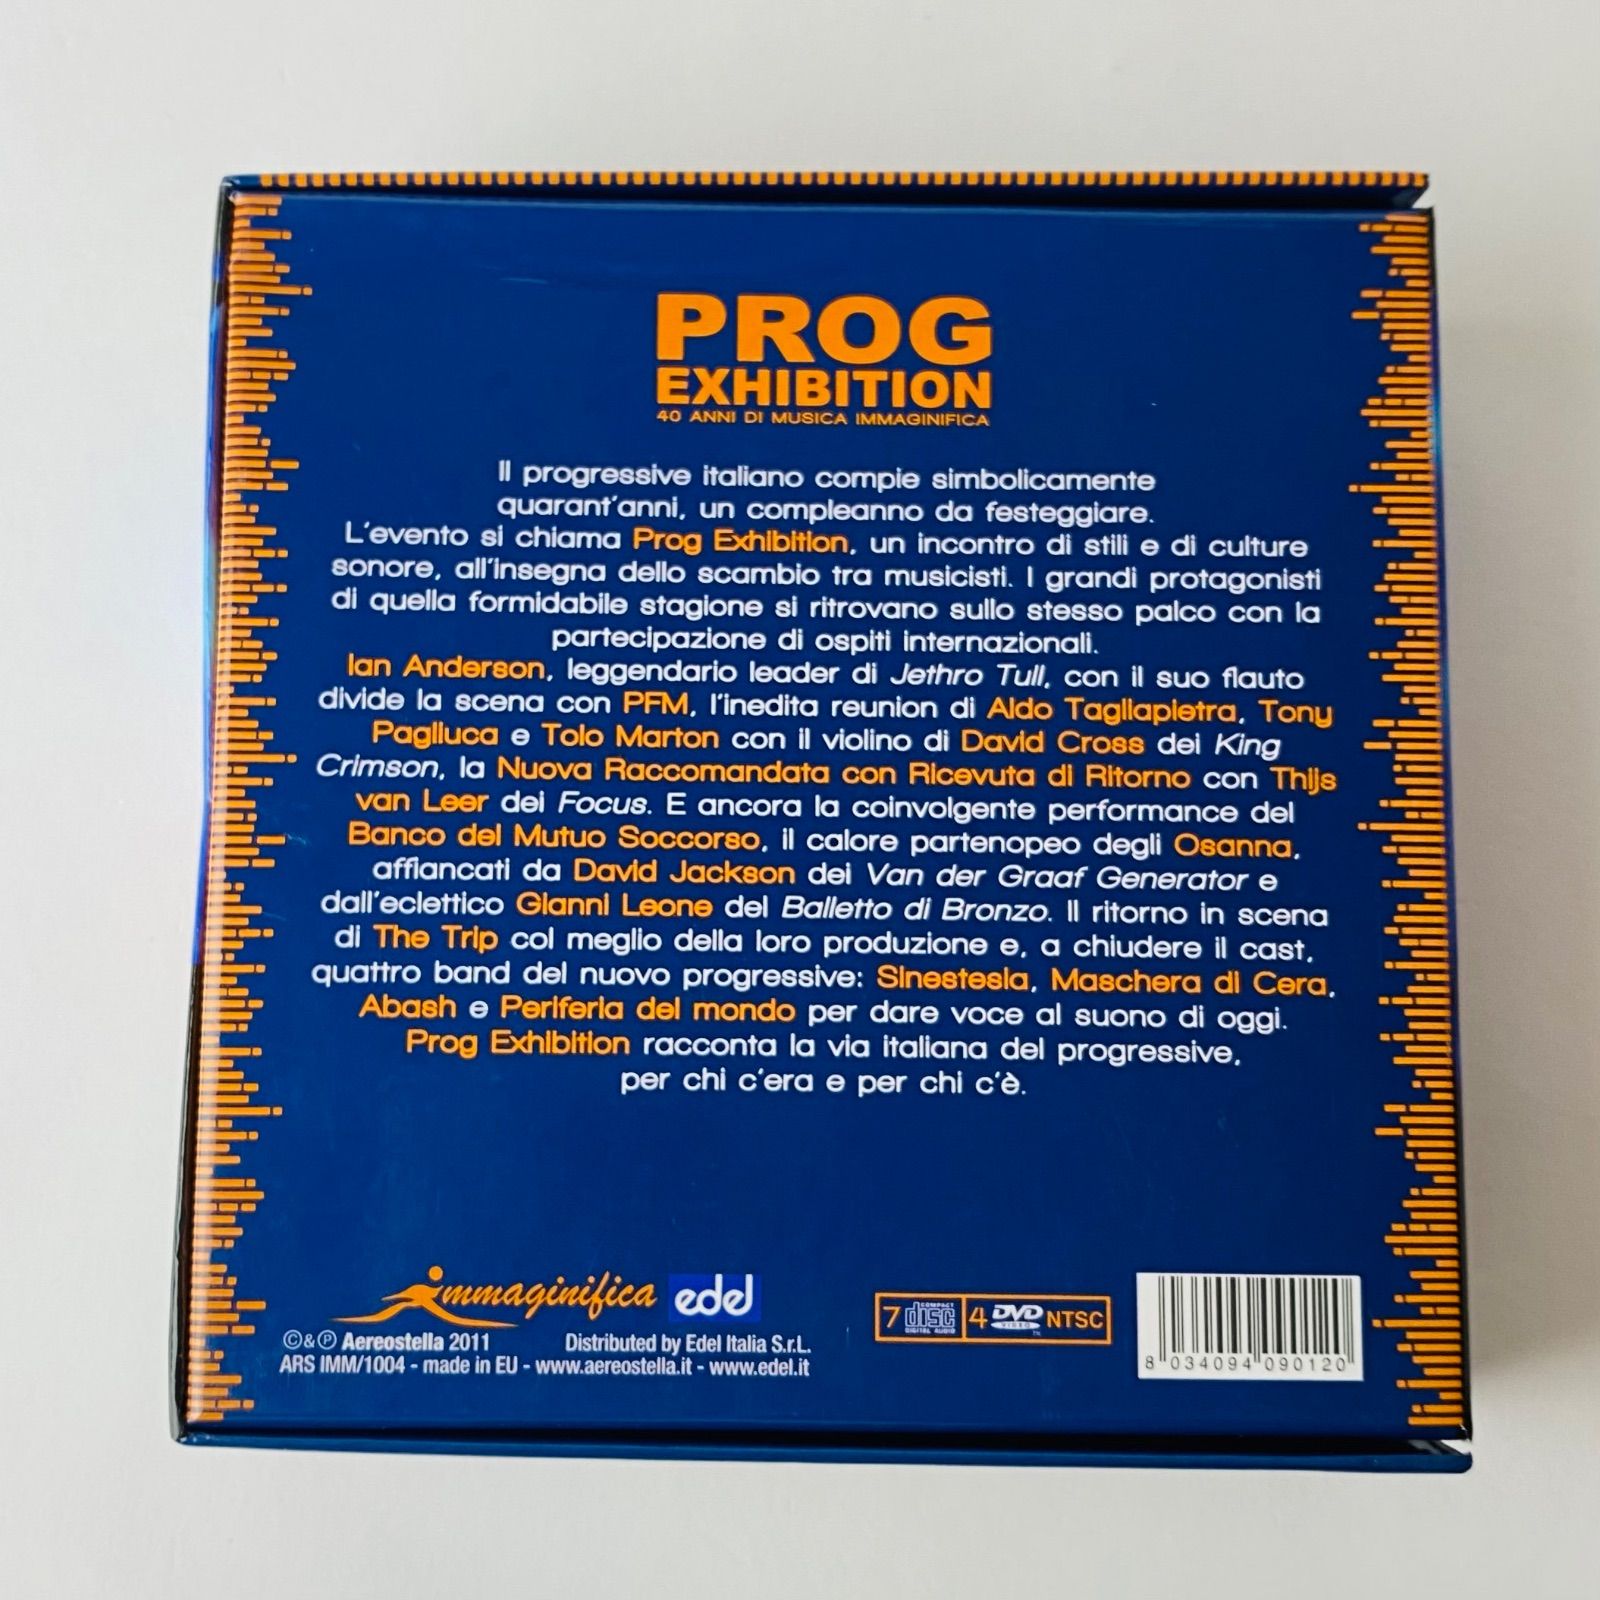 PROG
EXHIBITION
40 ANNI DI MUSICA IMMAGINIFICA
Il progressive italiano compie simbolicamente
quarant'anni, un compleanno da festeggiare.
L'evento si chiama Prog Exhibition, un incontro di stili e di culture
sonore, all'insegna dello scambio tra musicisti. I grandi protagonisti
di quella formidabile stagione si ritrovano sullo stesso palco con la
partecipazione di ospiti internazionali.
Ian Anderson, leggendario leader di Jethro Tull, con il suo flauto
divide la scena con PFM, l'inedita reunion di Aldo Tagliapietra, Tony
Pagliuca e Tolo Marton con il violino di David Cross dei King
Crimson, la Nuova Raccomandata con Ricevuta di Ritorno con Thijs
van Leer dei Focus. E ancora la coinvolgente performance del
Banco del Mutuo Soccorso, il calore partenopeo degli Osanna,
affiancati da David Jackson dei Van der Graaf Generator e
dall'eclettico Gianni Leone del Balletto di Bronzo. Il ritorno in scena
di The Trip col meglio della loro produzione e, a chiudere il cast,
quattro band del nuovo progressive: Sinestesia, Maschera di Cera,
Abash e Periferia del mondo per dare voce al suono di oggi.
Prog Exhibition racconta la via italiana del progressive,
per chi c'era e per chi c'è.
immaginifica edel
©&℗ Aereostella 2011 Distributed by Edel Italia S.r.L.
ARS IMM/1004 - made in EU - www.aereostella.it - www.edel.it
7 COMPACT disc DIGITAL AUDIO 4 DVD VIDEO TM NTSC
8 034094 090120